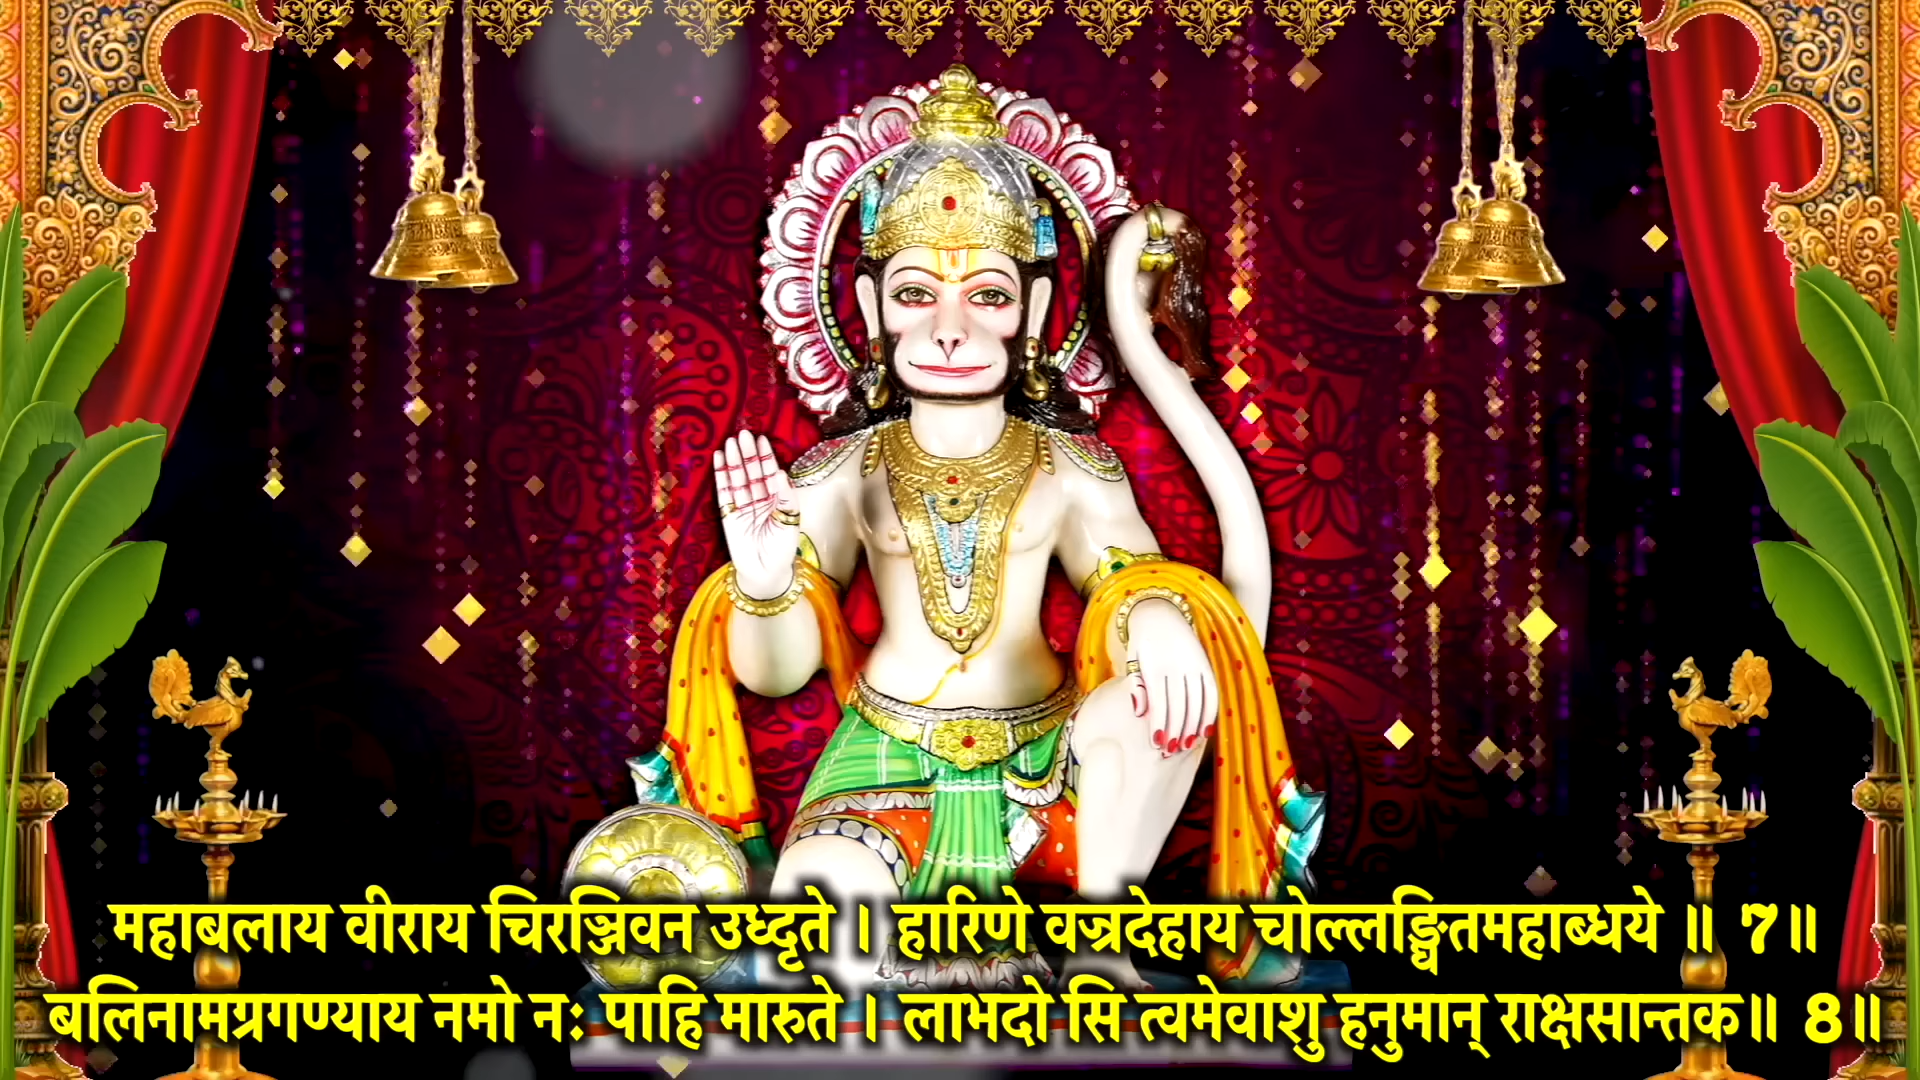 महाबलाय वीराय चिरञ्जिवन उध्दृते । हारिणे वज्रदेहाय चोल्लङ्घितमहाब्धये ॥ 7॥
बलिनामग्रगण्याय नमो नः पाहि मारुते । लाभदो सि त्वमेवाशु हनुमान् राक्षसान्तक॥ 8॥